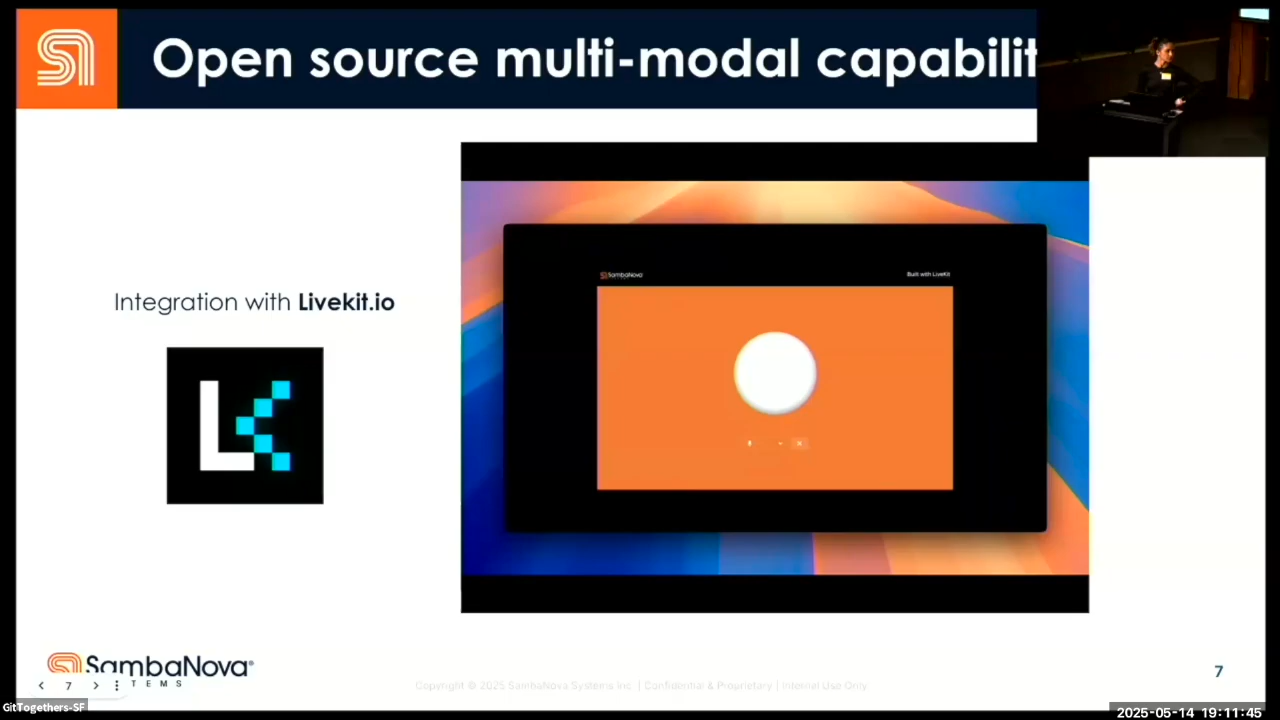 Open source multi-modal capabilit
SambaNova
Built with LiveKit
Integration with Livekit.io
SambaNova
7
TEMS
Copyright © 2025 SambaNova Systems Inc. | Confidential & Proprietary | Internal Use Only
7
GitTogethers-SF
2025-05-14 19:11:45